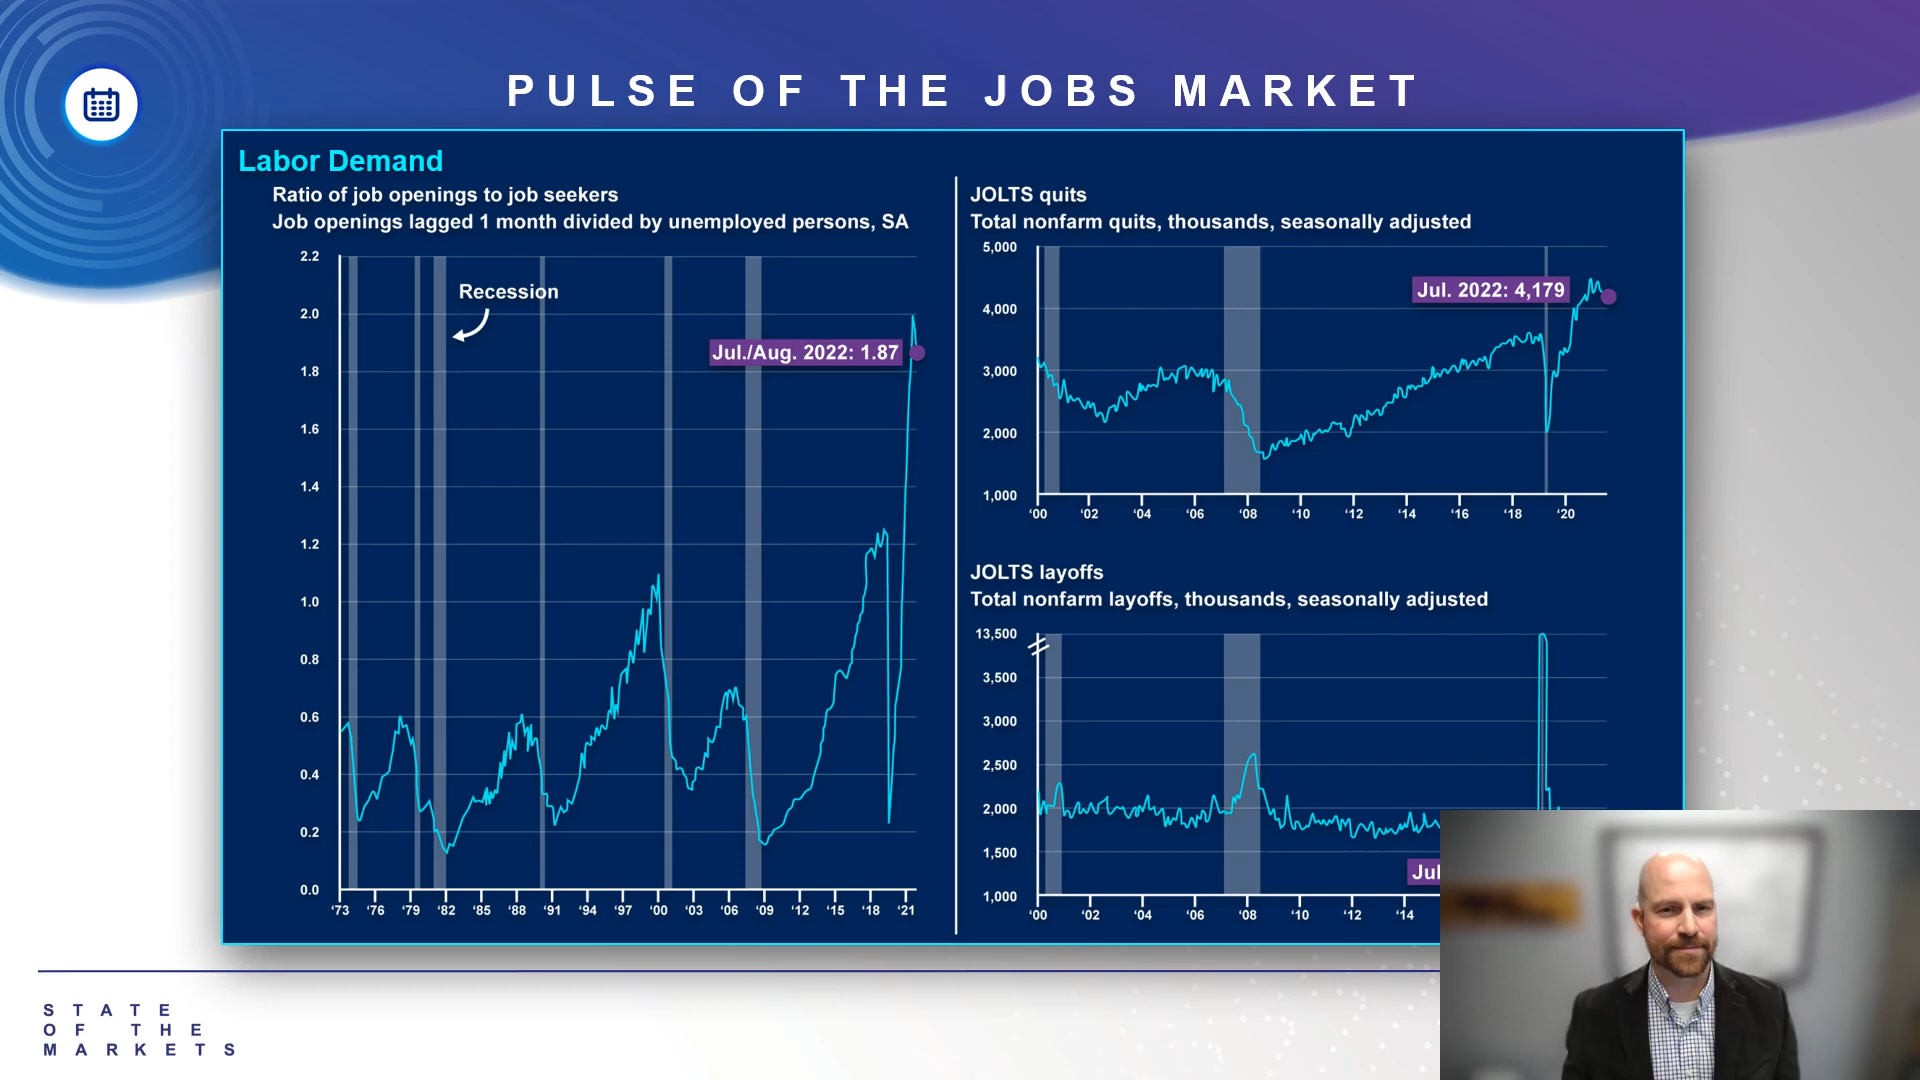 PULSE OF THE JOBS MARKET
Labor Demand
Ratio of job openings to job seekers
Job openings lagged 1 month divided by unemployed persons, SA
2.2
Recession
2.0
Jul./Aug. 2022: 1.87
1.8
1.6
1.4
1.2
1.0
0.8
0.6
0.4
0.2
0.0
‘73 ‘76 ‘79 ‘82 ‘85 ‘88 ‘91 ‘94 ‘97 ‘00 ‘03 ‘06 ‘09 ‘12 ‘15 ‘18 ‘21
JOLTS quits
Total nonfarm quits, thousands, seasonally adjusted
5,000
Jul. 2022: 4,179
4,000
3,000
2,000
1,000
‘00 ‘02 ‘04 ‘06 ‘08 ‘10 ‘12 ‘14 ‘16 ‘18 ‘20
JOLTS layoffs
Total nonfarm layoffs, thousands, seasonally adjusted
13,500
3,500
3,000
2,500
2,000
1,500
Jul
1,000
‘00 ‘02 ‘04 ‘06 ‘08 ‘10 ‘12 ‘14
STATE
OF THE
MARKETS